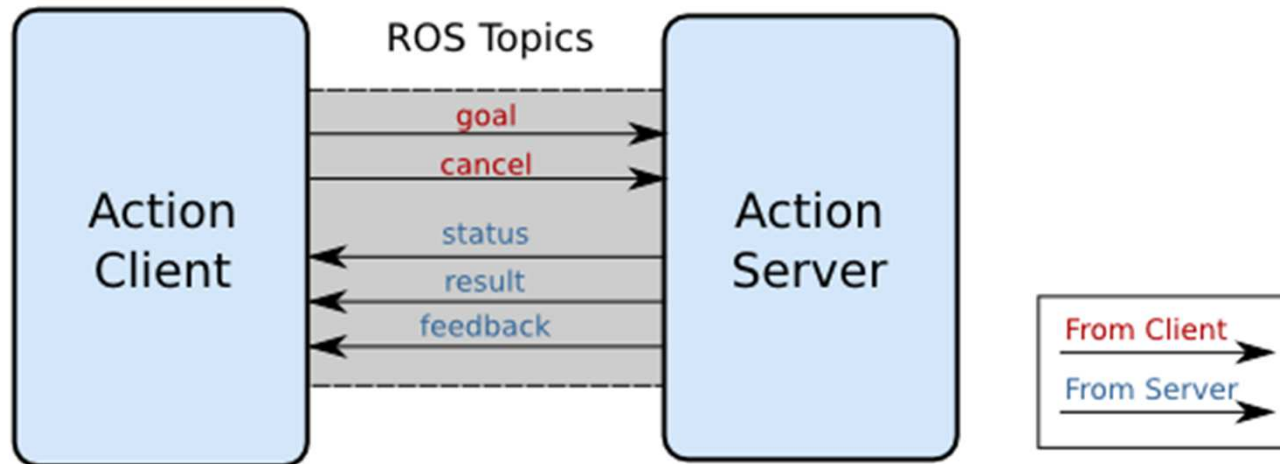 ROS Topics
goal
cancel
status
result
feedback
Action
Client
Action
Server
From Client
From Server